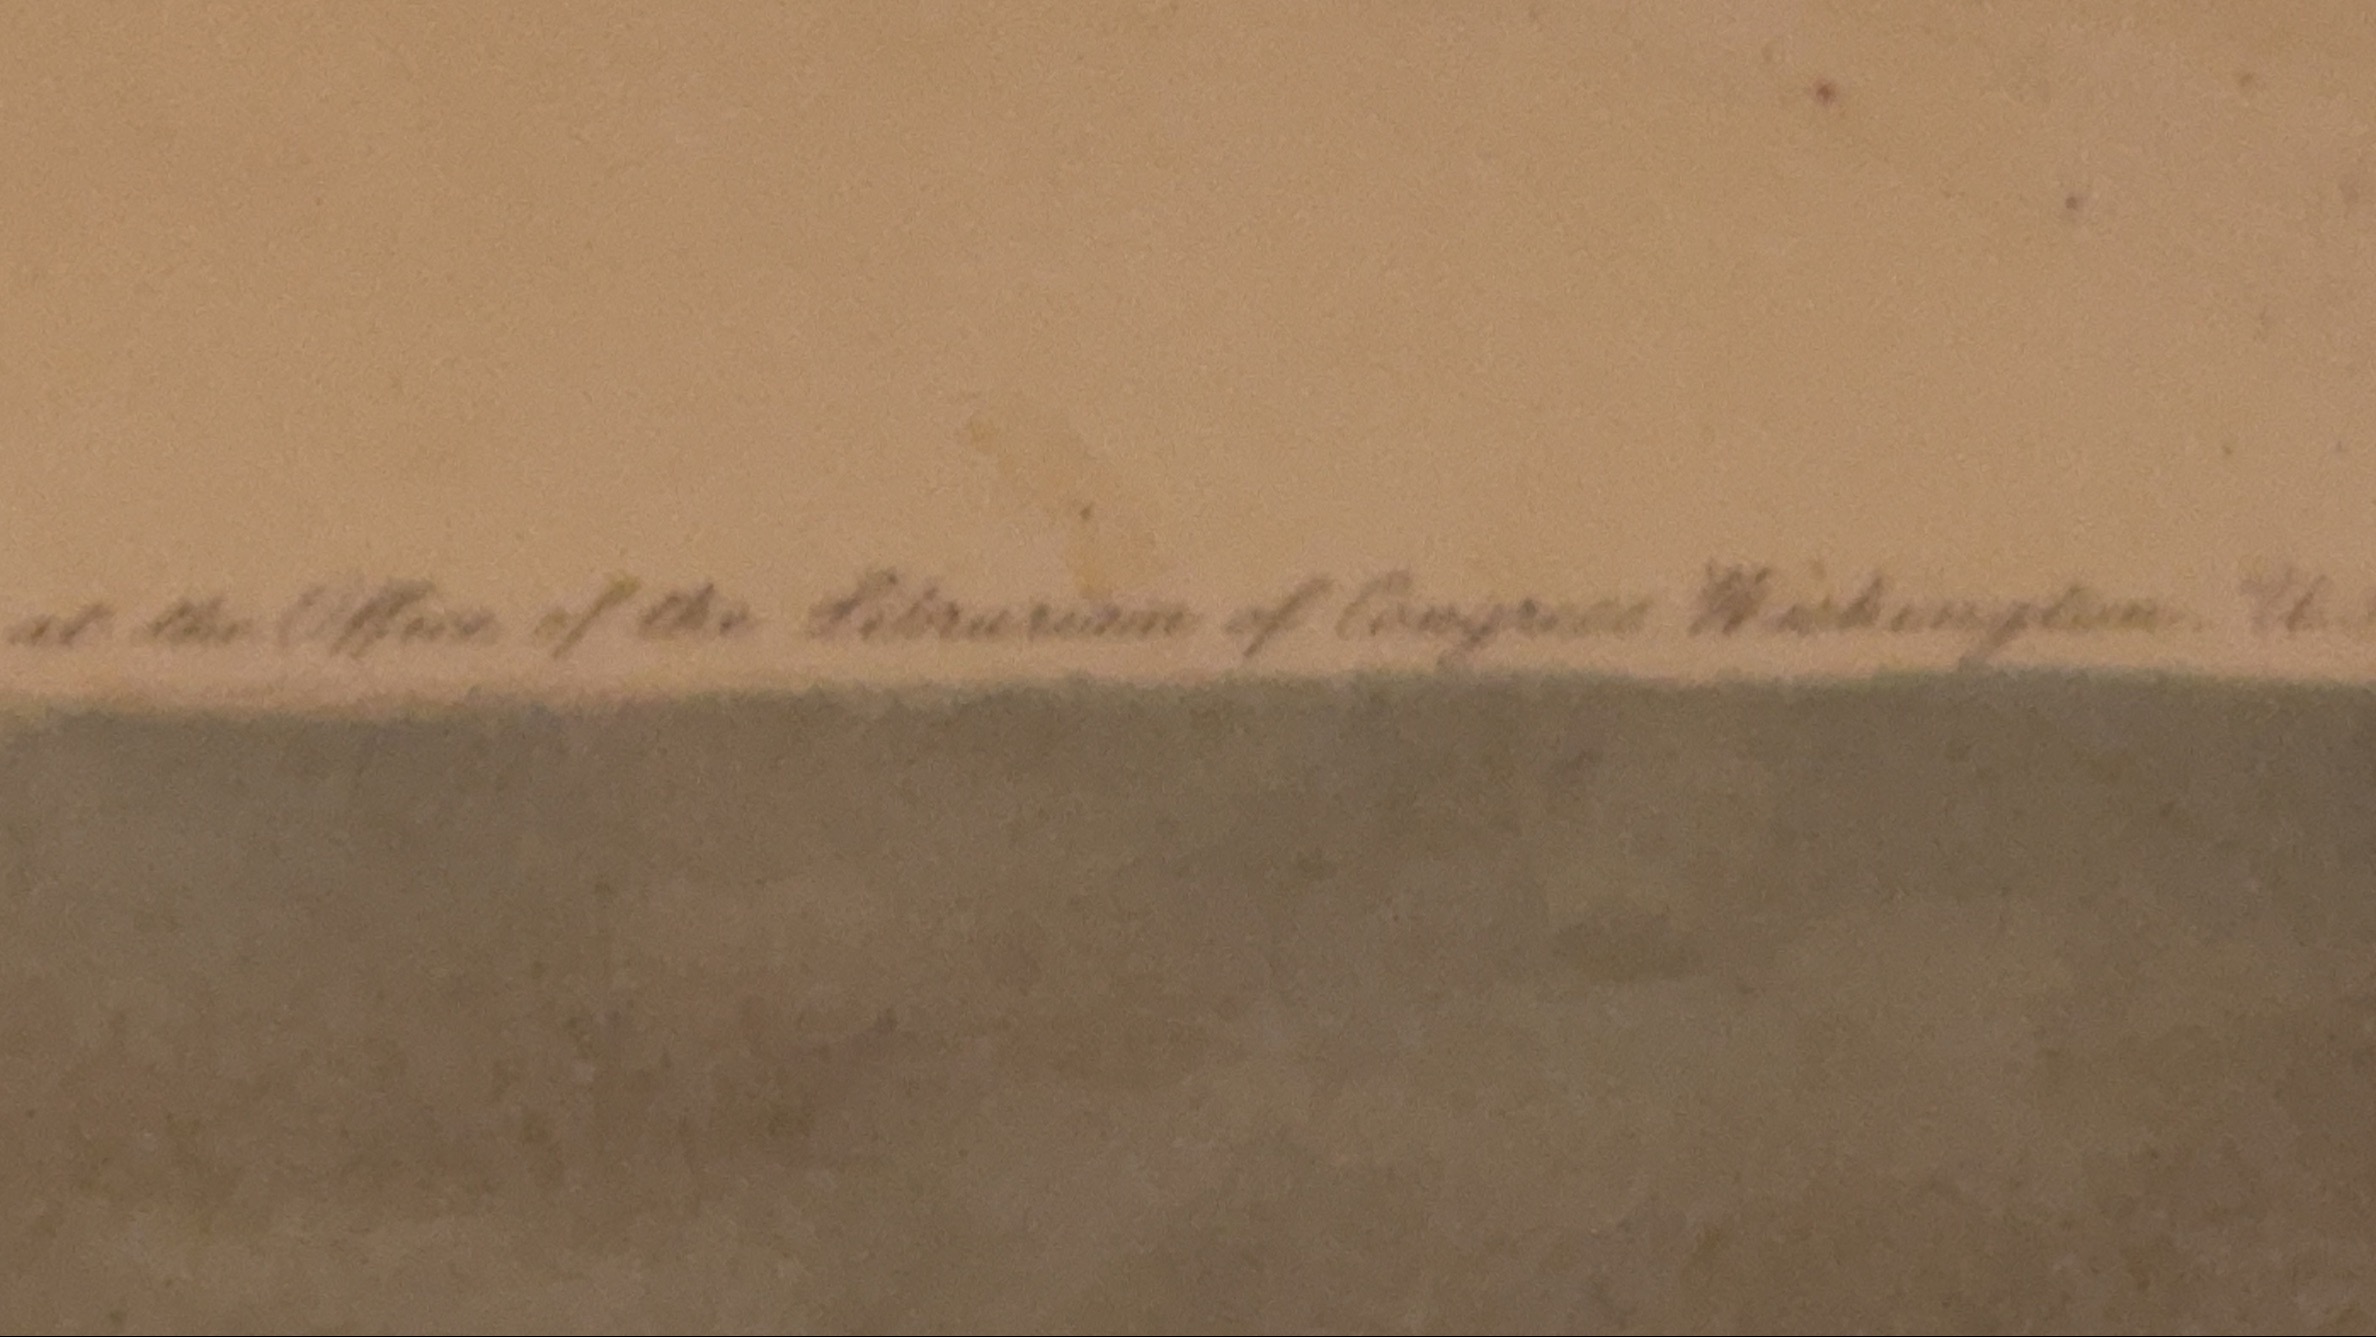 at the Office of the Librarian of Congress Washington.